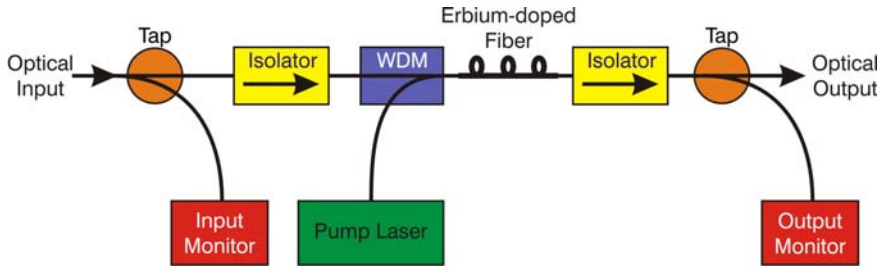 Optical
Input
Tap
Isolator
WDM
Erbium-doped
Fiber
Isolator
Tap
Optical
Output
Input
Monitor
Pump Laser
Output
Monitor